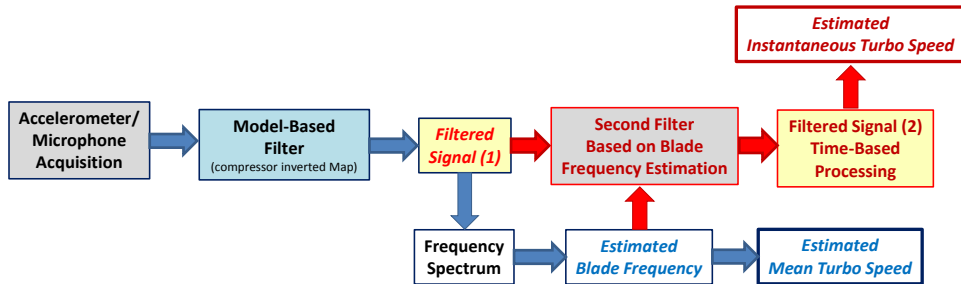 Estimated
Instantaneous Turbo Speed
Accelerometer/
Microphone
Acquisition
Model-Based
Filter
(compressor inverted Map)
Filtered
Signal (1)
Second Filter
Based on Blade
Frequency Estimation
Filtered Signal (2)
Time-Based
Processing
Frequency
Spectrum
Estimated
Blade Frequency
Estimated
Mean Turbo Speed